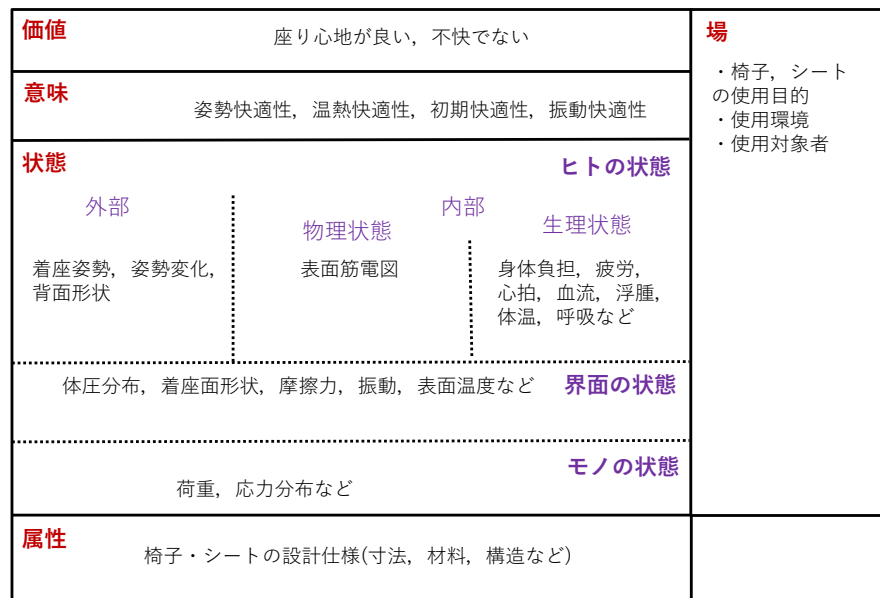 価値
座り心地が良い，不快でない
意味
姿勢快適性，温熱快適性，初期快適性，振動快適性
状態
ヒトの状態
外部
内部
物理状態
生理状態
着座姿勢，姿勢変化，
背面形状
表面筋電図
身体負担，疲労，
心拍，血流，浮腫，
体温，呼吸など
体圧分布，着座面形状，摩擦力，振動，表面温度など
界面の状態
モノの状態
荷重，応力分布など
属性
椅子・シートの設計仕様(寸法，材料，構造など)
場
・椅子，シート
の使用目的
・使用環境
・使用対象者